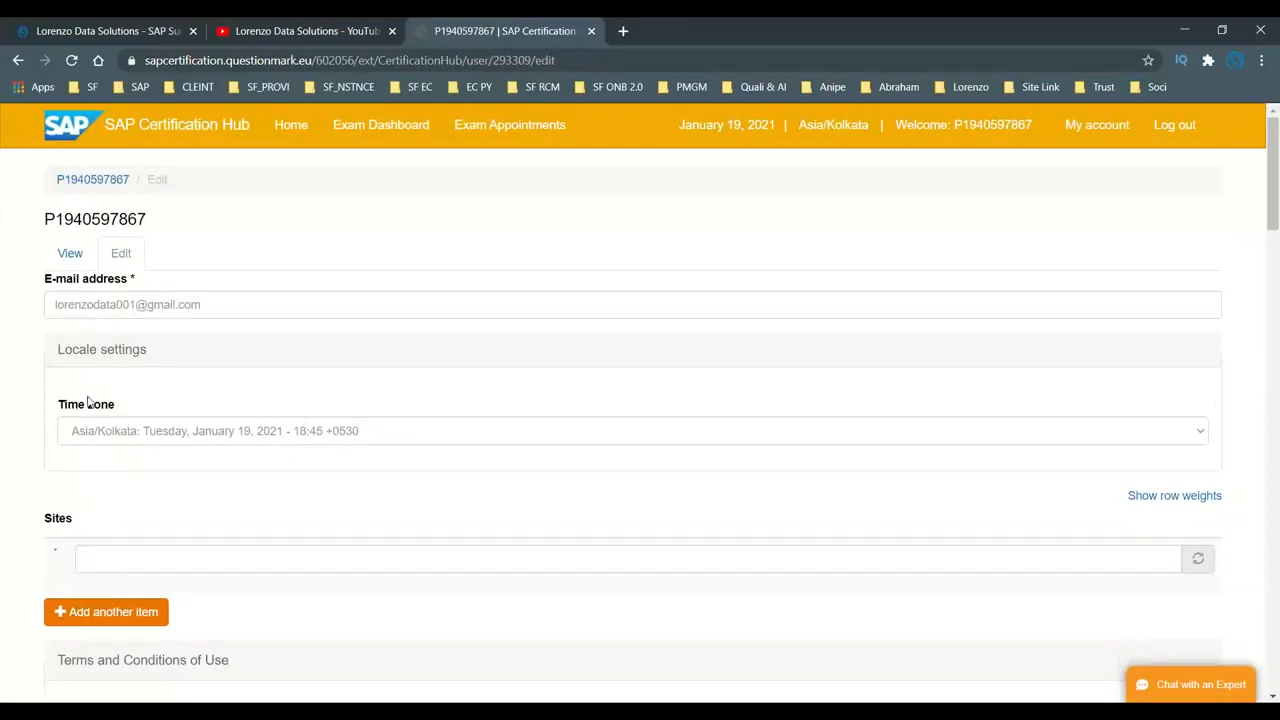 Lorenzo Data Solutions - SAP Su
Lorenzo Data Solutions - YouTub
P1940597867 | SAP Certification
sapcertification.questionmark.eu/602056/ext/CertificationHub/user/293309/edit
IQ
Apps SF SAP CLEINT SF_PROVI SF_NSTNCE SF EC EC PY SF RCM SF ONB 2.0 PMGM Quali & AI Anipe Abraham Lorenzo Site Link Trust Soci
SAP SAP Certification Hub Home Exam Dashboard Exam Appointments January 19, 2021 | Asia/Kolkata | Welcome: P1940597867 My account Log out
P1940597867 / Edit
P1940597867
View Edit
E-mail address *
lorenzodata001@gmail.com
Locale settings
Time zone
Asia/Kolkata: Tuesday, January 19, 2021 - 18:45 +0530
Show row weights
Sites
Add another item
Terms and Conditions of Use
Chat with an Expert